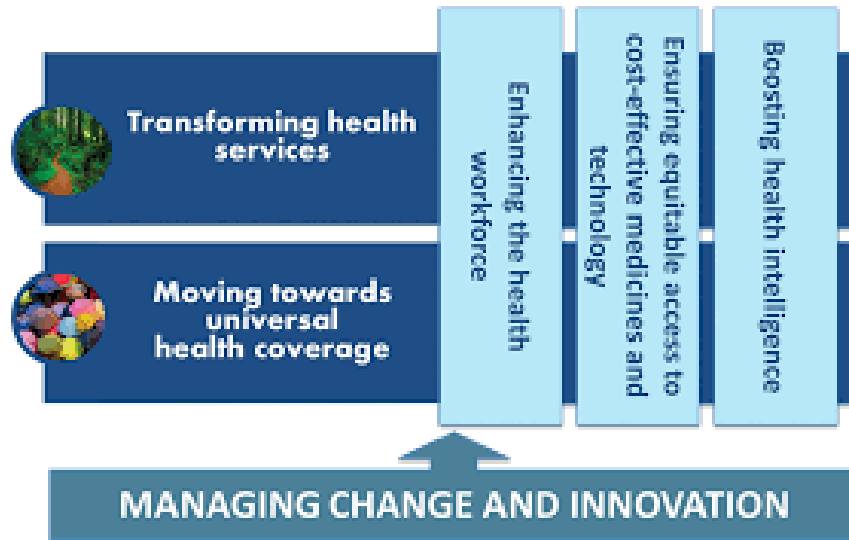 Transforming health
services
Moving towards
universal
health coverage
Enhancing the health
workforce
Ensuring equitable access to
cost-effective medicines and
technology
Boosting health intelligence
MANAGING CHANGE AND INNOVATION